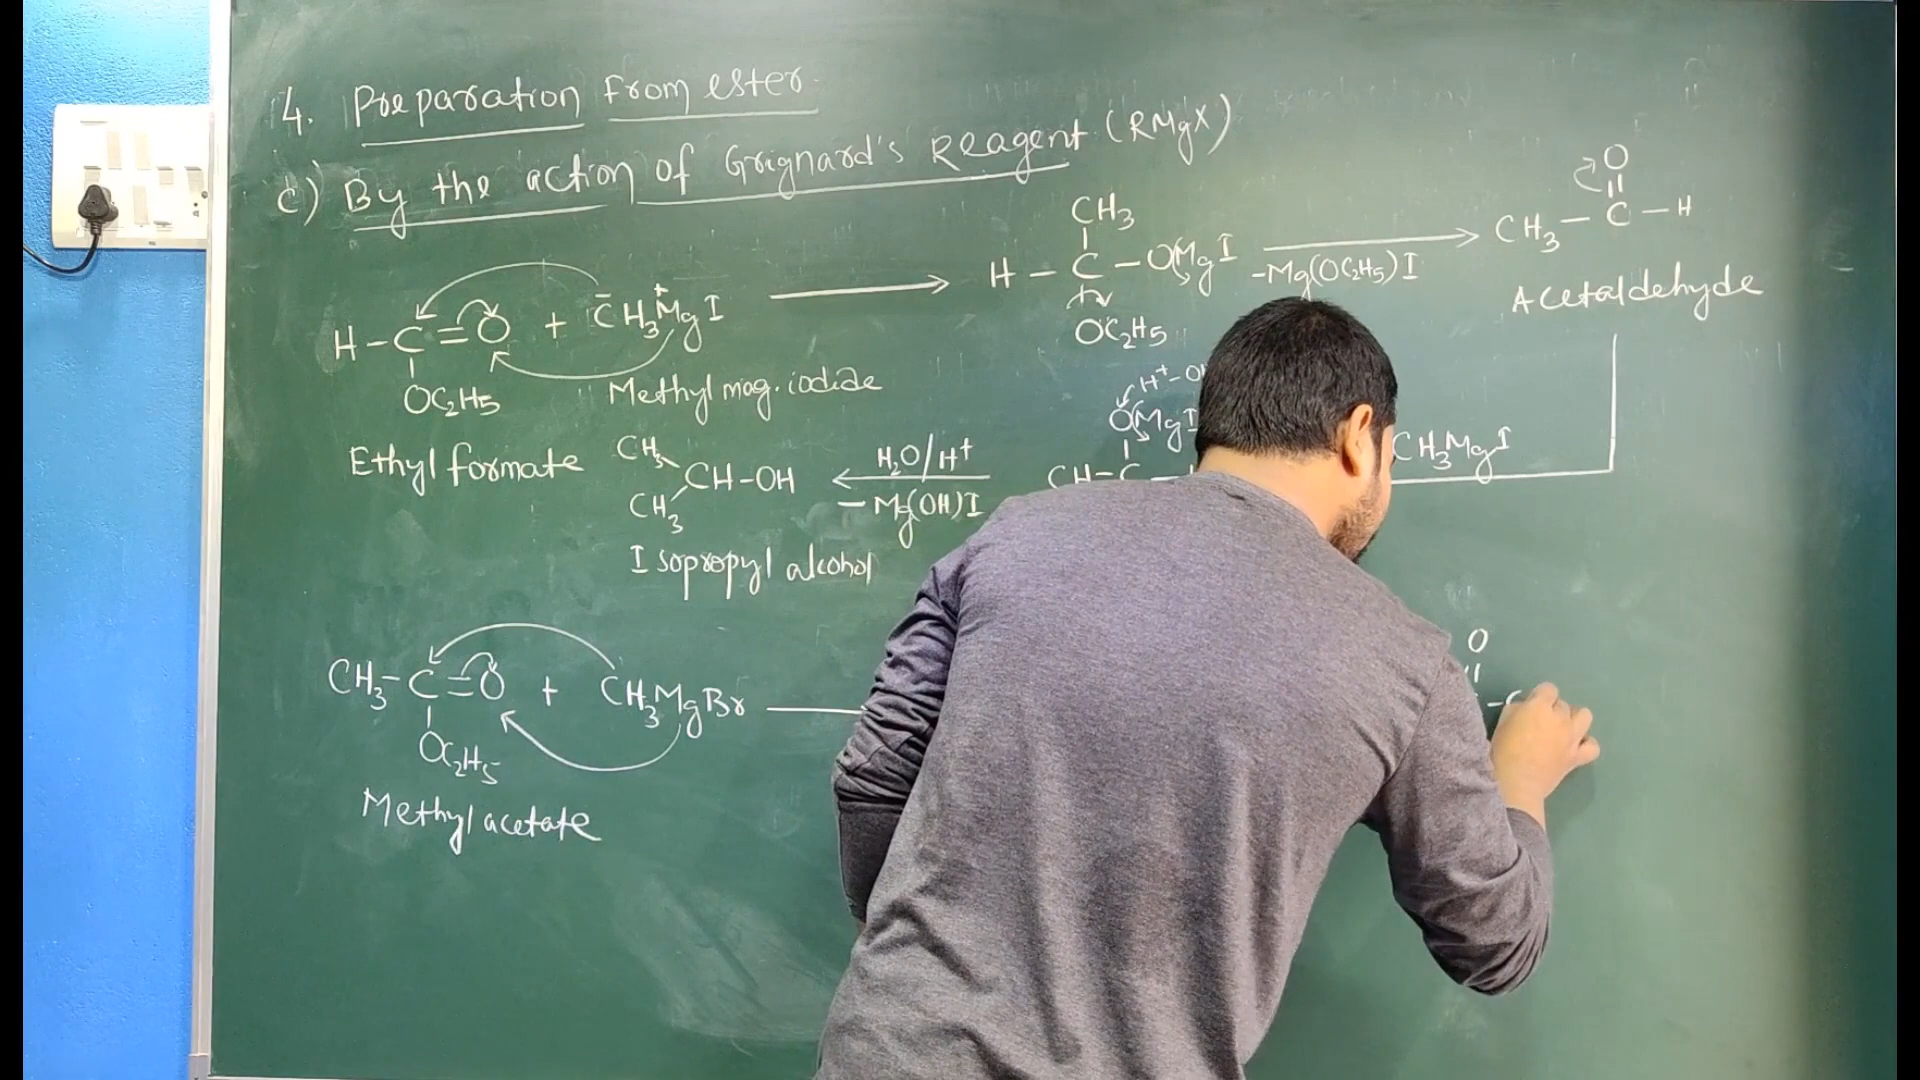 4. Preparation from ester.
c) By the action of Grignard's Reagent (RMgX)
H - C = O + CH3MgI
OC2H5
Methyl mag. iodide
Ethyl formate
CH3
H - C - OMgI
OC2H5
-Mg(OC2H5)I
O
CH3 - C - H
Acetaldehyde
CH3MgI
H+ - OH
OMgI
CH - C -
H2O/H+
- Mg(OH)I
CH3
CH-OH
CH3
Isopropyl alcohol
CH3 - C = O + CH3MgBr
OC2H5
Methyl acetate
O